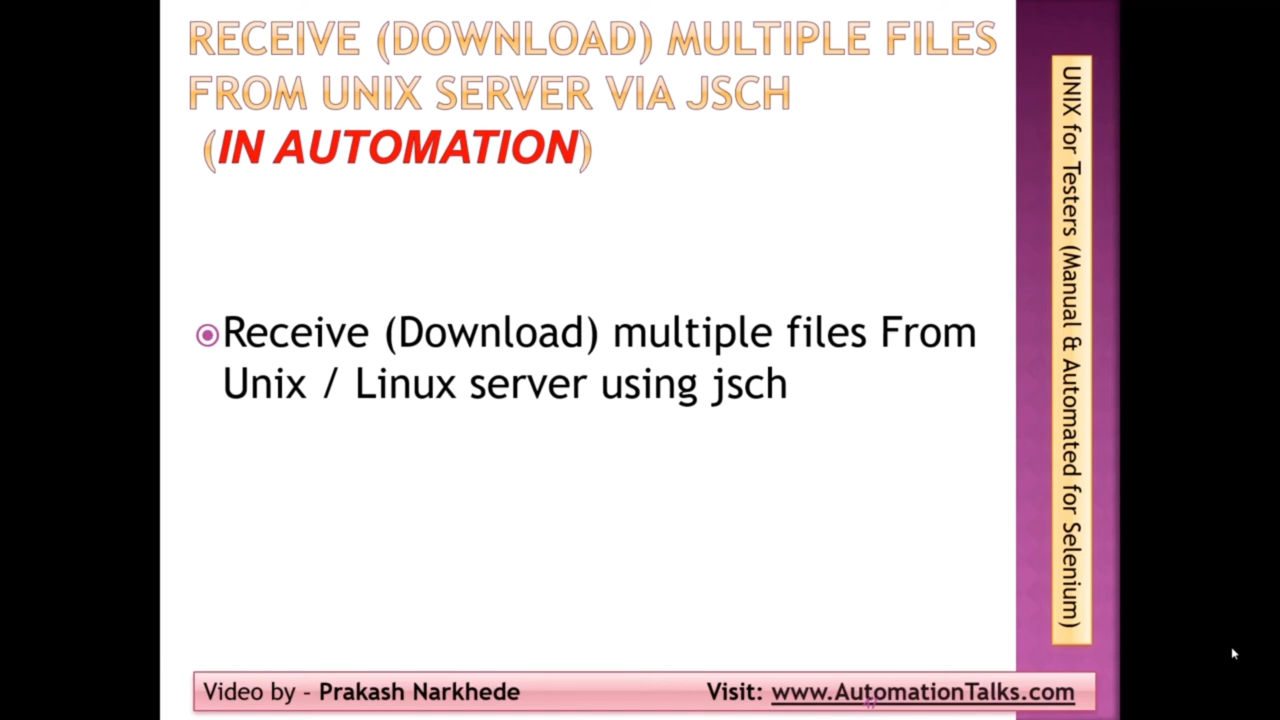 RECEIVE (DOWNLOAD) MULTIPLE FILES
FROM UNIX SERVER VIA JSCH
(IN AUTOMATION)
Receive (Download) multiple files From
Unix / Linux server using jsch
UNIX for Testers (Manual & Automated for Selenium)
Video by - Prakash Narkhede
Visit: www.AutomationTalks.com